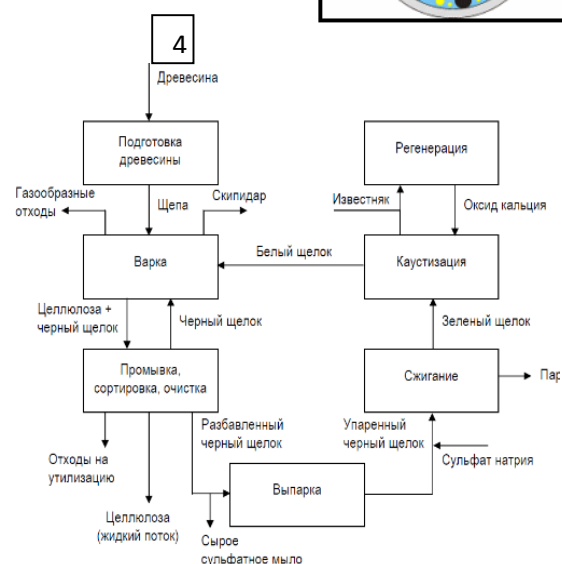 4
Древесина
Подготовка
древесины
Регенерация
Газообразные
отходы
Щепа
Скипидар
Известняк
Оксид кальция
Варка
Белый щелок
Каустизация
Целлюлоза +
черный щелок
Черный щелок
Зеленый щелок
Промывка,
сортировка, очистка
Сжигание
Пар
Разбавленный
черный щелок
Упаренный
черный щелок
Отходы на
утилизацию
Сульфат натрия
Выпарка
Целлюлоза
(жидкий поток)
Сырое
сульфатное мыло